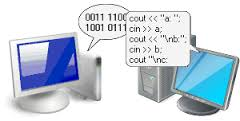 0011 1100
1001 0111
cout << "a: ";
cin >> a;
cout << "\nb:";
cin >> b;
cout "\nc: